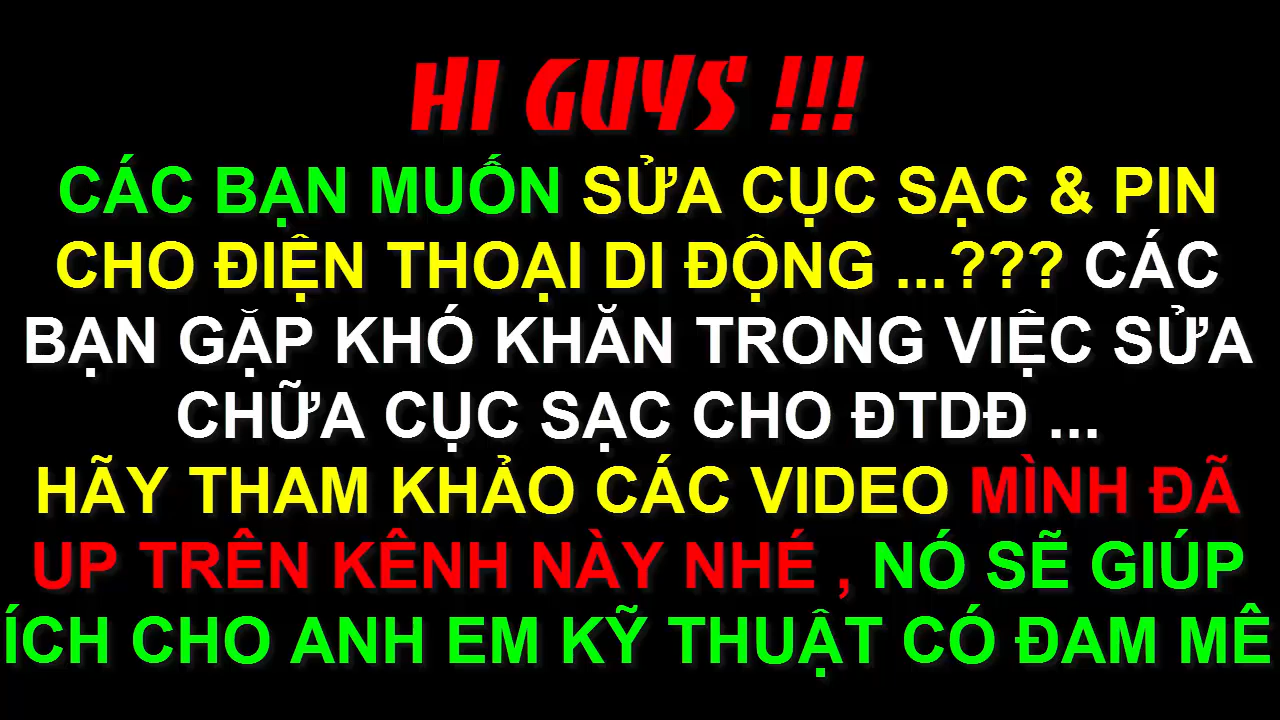 HI GUYS !!!
CÁC BẠN MUỐN SỬA CỤC SẠC & PIN
CHO ĐIỆN THOẠI DI ĐỘNG ...??? CÁC
BẠN GẶP KHÓ KHĂN TRONG VIỆC SỬA
CHỮA CỤC SẠC CHO ĐTDĐ ...
HÃY THAM KHẢO CÁC VIDEO MÌNH ĐÃ
UP TRÊN KÊNH NÀY NHÉ , NÓ SẼ GIÚP
ÍCH CHO ANH EM KỸ THUẬT CÓ ĐAM MÊ